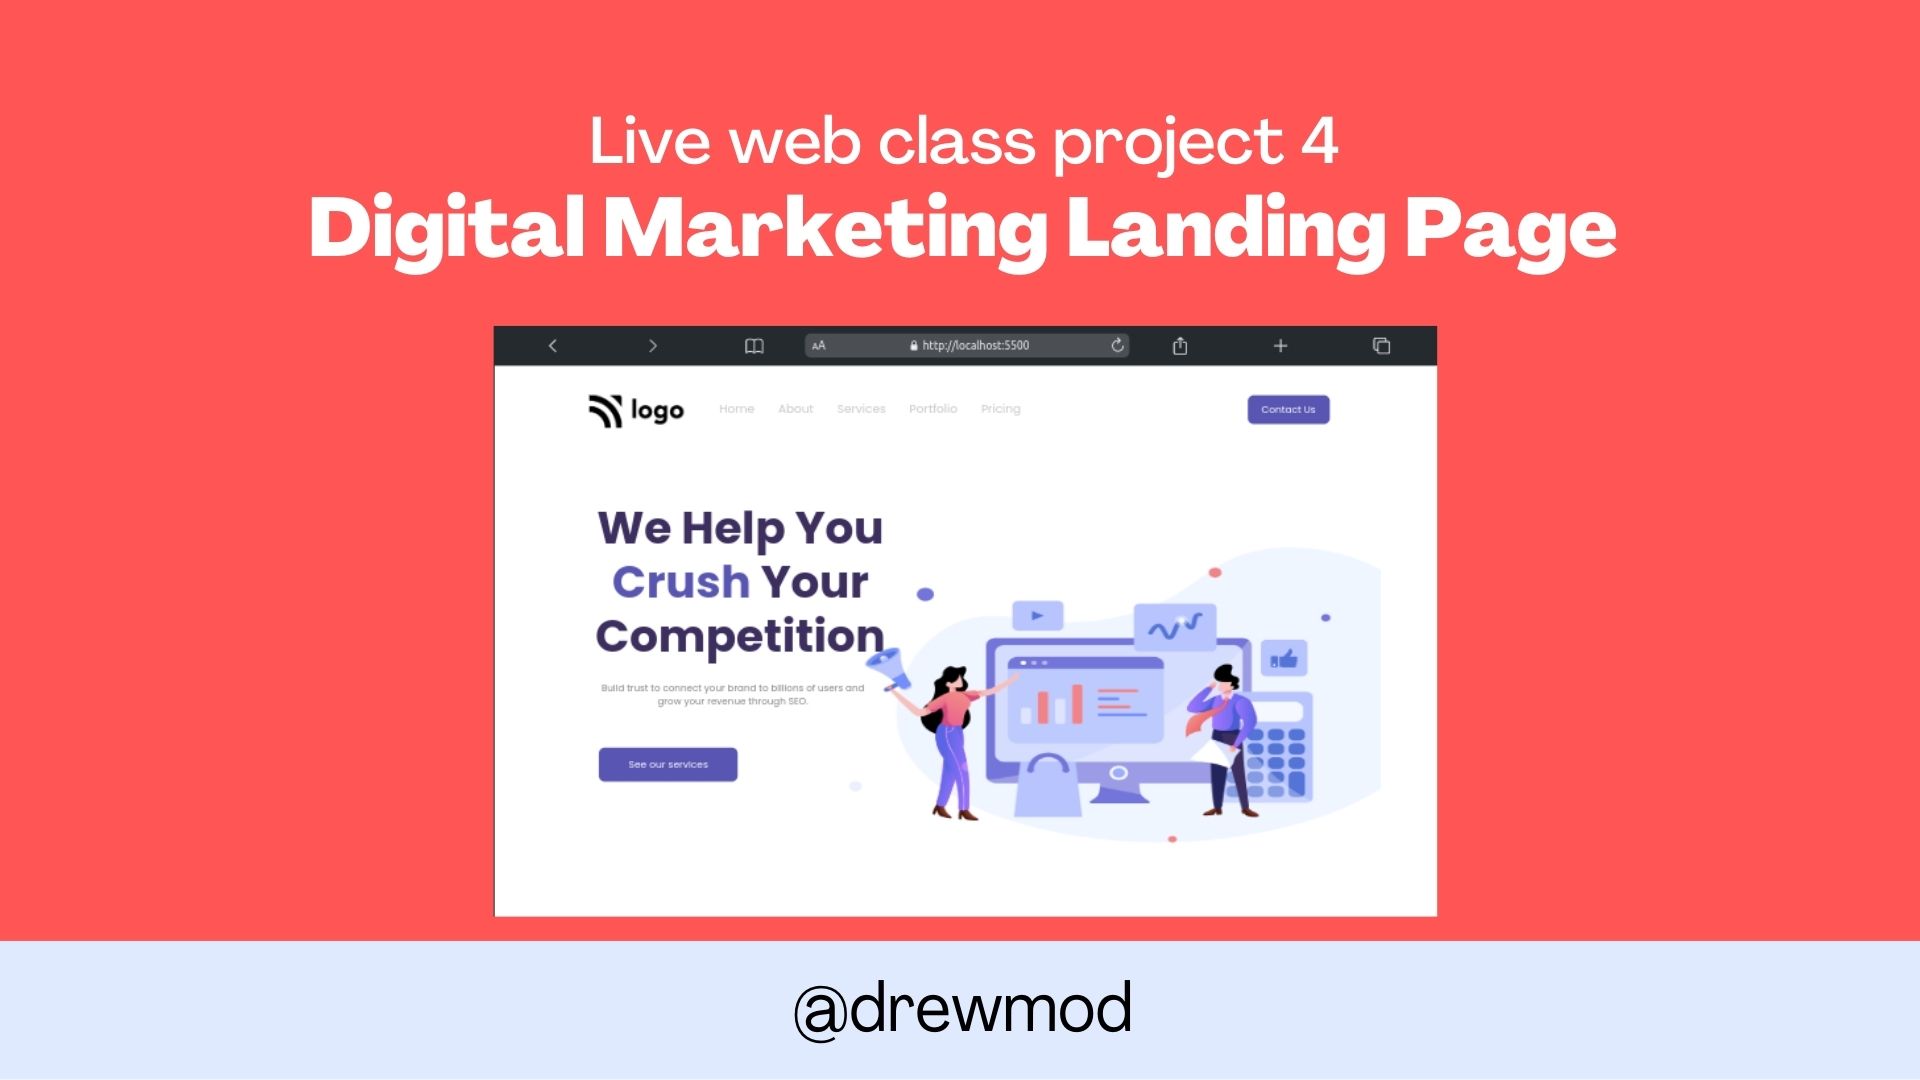 Live web class project 4
Digital Marketing Landing Page
AA
http://localhost:5500
logo
Home About Services Portfolio Pricing
Contact Us
We Help You
Crush Your
Competition
Build trust to connect your brand to billions of users and
grow your revenue through SEO.
See our services
@drewmod